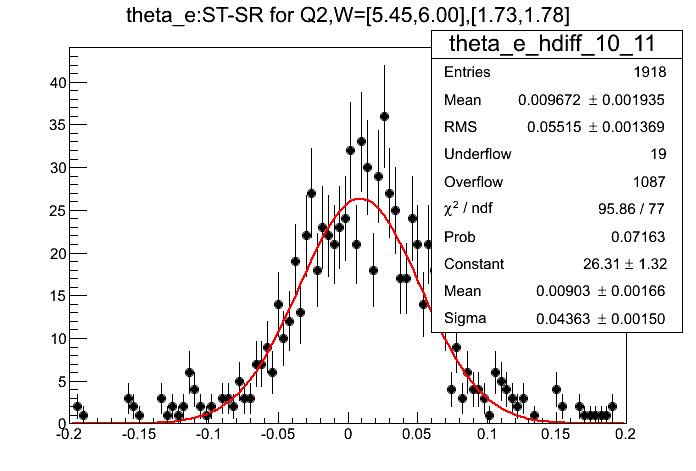 theta_e:ST-SR for Q2,W=[5.45,6.00],[1.73,1.78]
theta_e_hdiff_10_11
Entries 1918
Mean 0.009672 ± 0.001935
RMS 0.05515 ± 0.001369
Underflow 19
Overflow 1087
χ² / ndf 95.86 / 77
Prob 0.07163
Constant 26.31 ± 1.32
Mean 0.00903 ± 0.00166
Sigma 0.04363 ± 0.00150
40
35
30
25
20
15
10
5
0
-0.2 -0.15 -0.1 -0.05 0 0.05 0.1 0.15 0.2